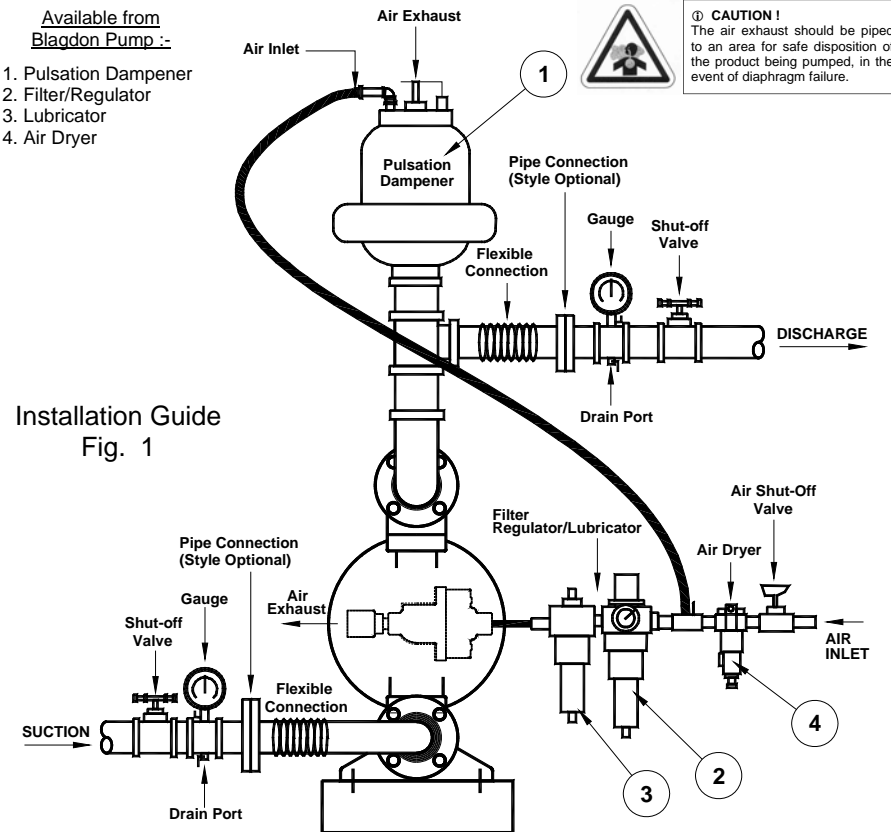 Available from
Blagdon Pump :-
1. Pulsation Dampener
2. Filter/Regulator
3. Lubricator
4. Air Dryer
Air Exhaust
Air Inlet
1
CAUTION !
The air exhaust should be piped
to an area for safe disposition of
the product being pumped, in the
event of diaphragm failure.
Pulsation
Dampener
Pipe Connection
(Style Optional)
Gauge
Shut-off
Valve
Flexible
Connection
DISCHARGE
Drain Port
Installation Guide
Fig. 1
Filter
Regulator/Lubricator
Air Shut-Off
Valve
Air Dryer
AIR
INLET
Pipe Connection
(Style Optional)
Air
Exhaust
Gauge
Shut-off
Valve
Flexible
Connection
SUCTION
Drain Port
3
2
4